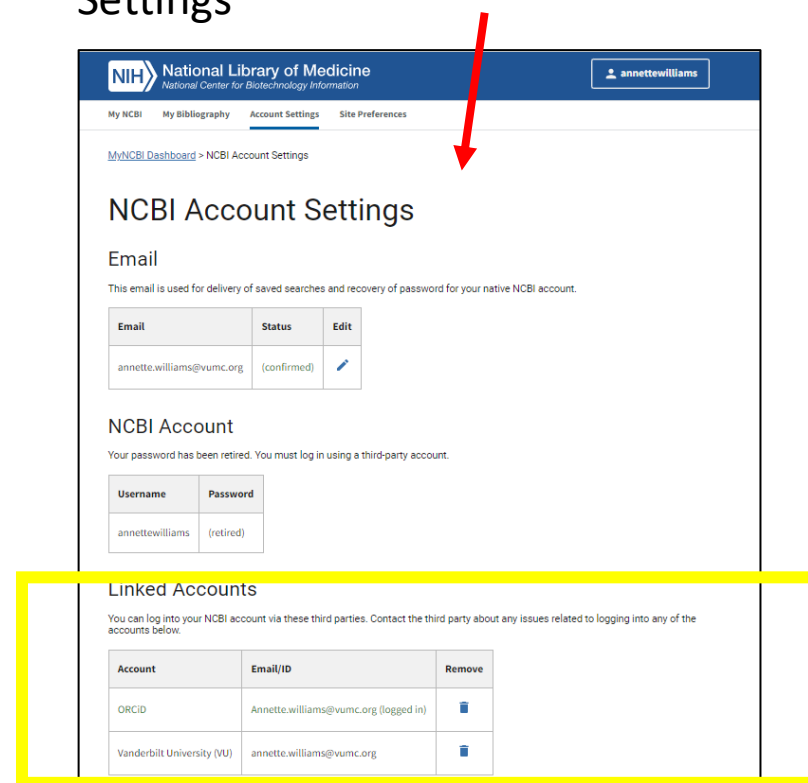 Settings
NIH National Library of Medicine
National Center for Biotechnology Information
annettewilliams
My NCBI My Bibliography Account Settings Site Preferences
MyNCBI Dashboard > NCBI Account Settings
NCBI Account Settings
Email
This email is used for delivery of saved searches and recovery of password for your native NCBI account.
Email Status Edit
annette.williams@vumc.org (confirmed)
NCBI Account
Your password has been retired. You must log in using a third-party account.
Username Password
annettewilliams (retired)
Linked Accounts
You can log into your NCBI account via these third parties. Contact the third party about any issues related to logging into any of the
accounts below.
Account Email/ID Remove
ORCiD Annette.williams@vumc.org (logged in)
Vanderbilt University (VU) annette.williams@vumc.org